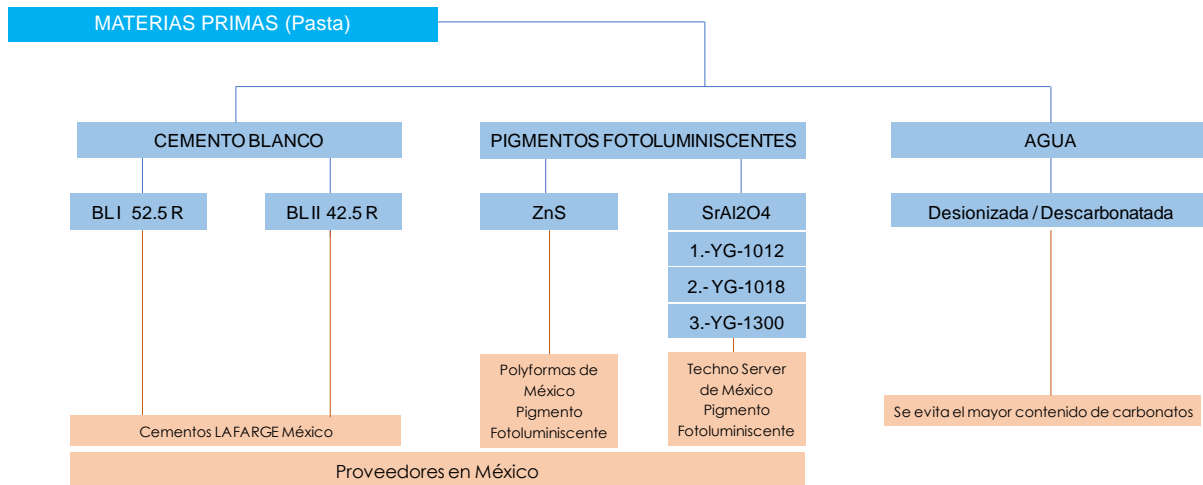 MATERIAS PRIMAS (Pasta)
CEMENTO BLANCO
PIGMENTOS FOTOLUMINISCENTES
AGUA
BL I 52.5 R
BL II 42.5 R
ZnS
SrAl2O4
Desionizada / Descarbonatada
1.-YG-1012
2.- YG-1018
3.-YG-1300
Polyformas de
México
Pigmento
Fotoluminiscente
Techno Server
de México
Pigmento
Fotoluminiscente
Cementos LAFARGE México
Se evita el mayor contenido de carbonatos
Proveedores en México